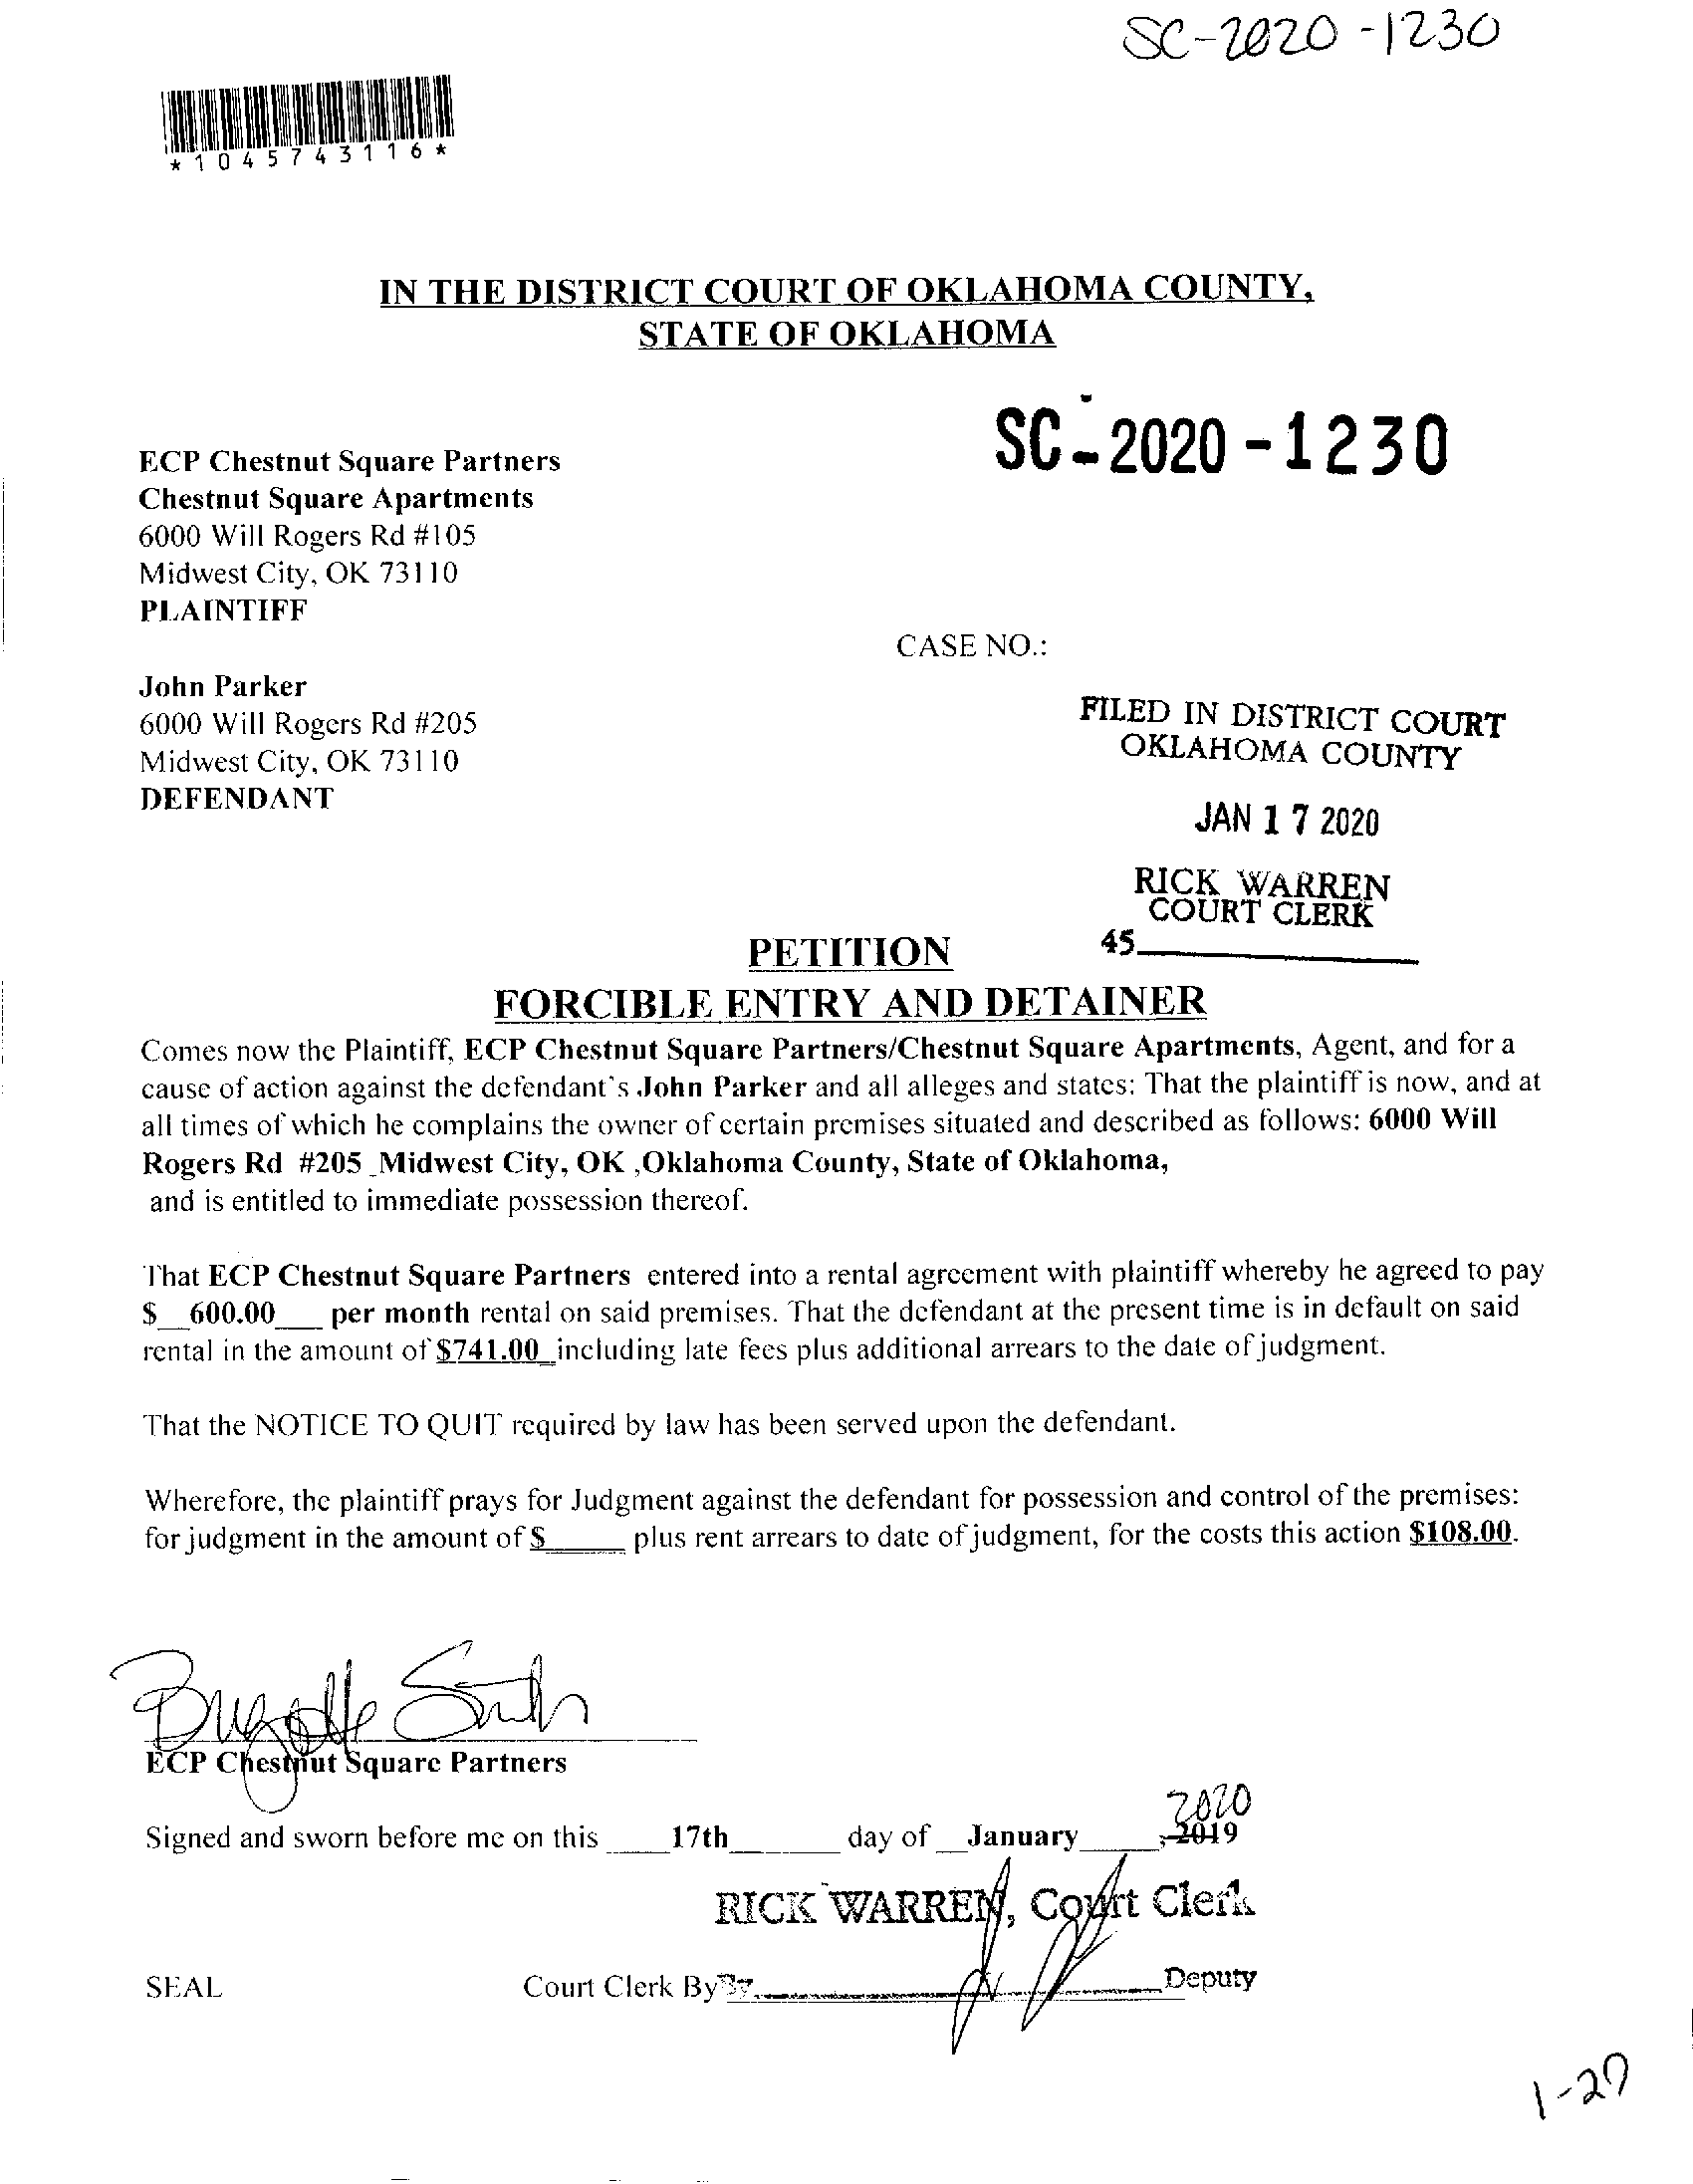 SC-2020-1230
*1045743116*
IN THE DISTRICT COURT OF OKLAHOMA COUNTY,
STATE OF OKLAHOMA
SC-2020-1230
ECP Chestnut Square Partners
Chestnut Square Apartments
6000 Will Rogers Rd #105
Midwest City, OK 73110
PLAINTIFF
CASE NO.:
John Parker
6000 Will Rogers Rd #205
Midwest City, OK 73110
DEFENDANT
FILED IN DISTRICT COURT
OKLAHOMA COUNTY
JAN 17 2020
RICK WARREN
COURT CLERK
45
PETITION
FORCIBLE ENTRY AND DETAINER
Comes now the Plaintiff, ECP Chestnut Square Partners/Chestnut Square Apartments, Agent, and for a
cause of action against the defendant's John Parker and all alleges and states: That the plaintiff is now, and at
all times of which he complains the owner of certain premises situated and described as follows: 6000 Will
Rogers Rd #205 Midwest City, OK ,Oklahoma County, State of Oklahoma,
and is entitled to immediate possession thereof.
That ECP Chestnut Square Partners entered into a rental agreement with plaintiff whereby he agreed to pay
$__600.00___ per month rental on said premises. That the defendant at the present time is in default on said
rental in the amount of $741.00 including late fees plus additional arrears to the date of judgment.
That the NOTICE TO QUIT required by law has been served upon the defendant.
Wherefore, the plaintiff prays for Judgment against the defendant for possession and control of the premises:
for judgment in the amount of $_____ plus rent arrears to date of judgment, for the costs this action $108.00.
Smith
ECP Chestnut Square Partners
2020
Signed and sworn before me on this ____17th_______ day of __January_____, 2019
RICK WARREN, Court Clerk
SEAL Court Clerk By By Deputy
1-27